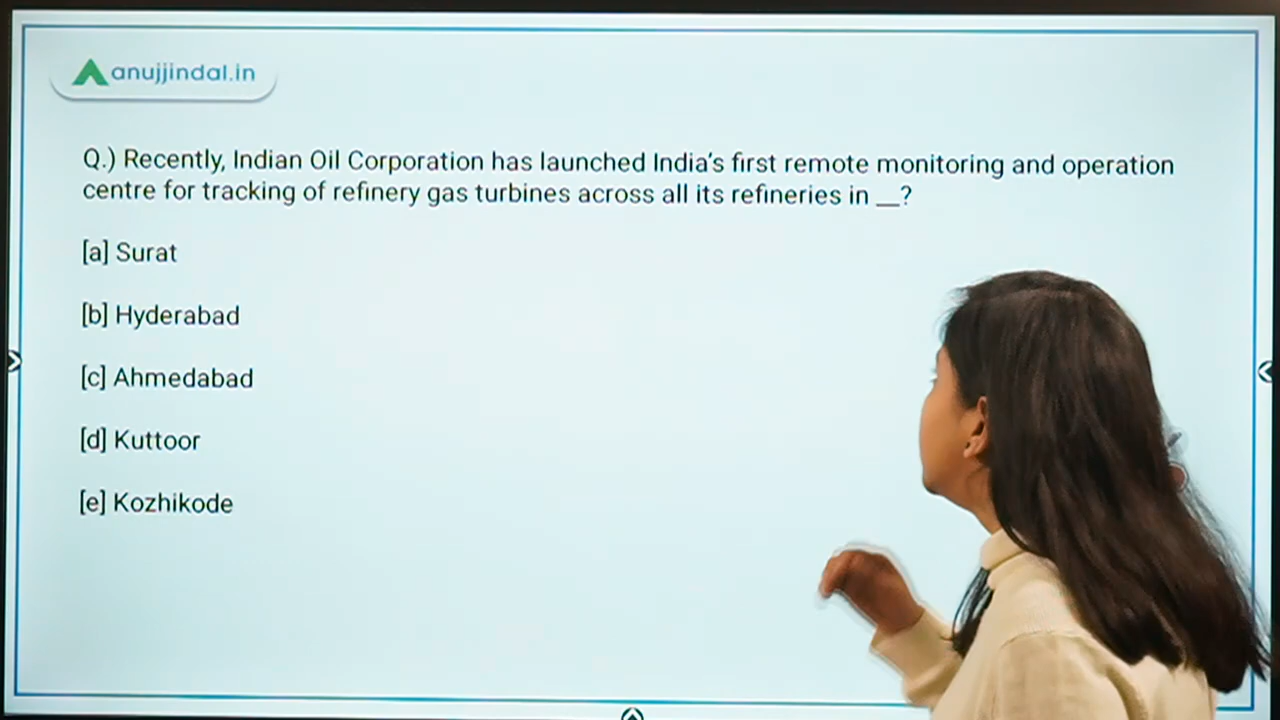 anujjindal.in
Q.) Recently, Indian Oil Corporation has launched India's first remote monitoring and operation
centre for tracking of refinery gas turbines across all its refineries in __?
[a] Surat
[b] Hyderabad
[c] Ahmedabad
[d] Kuttoor
[e] Kozhikode